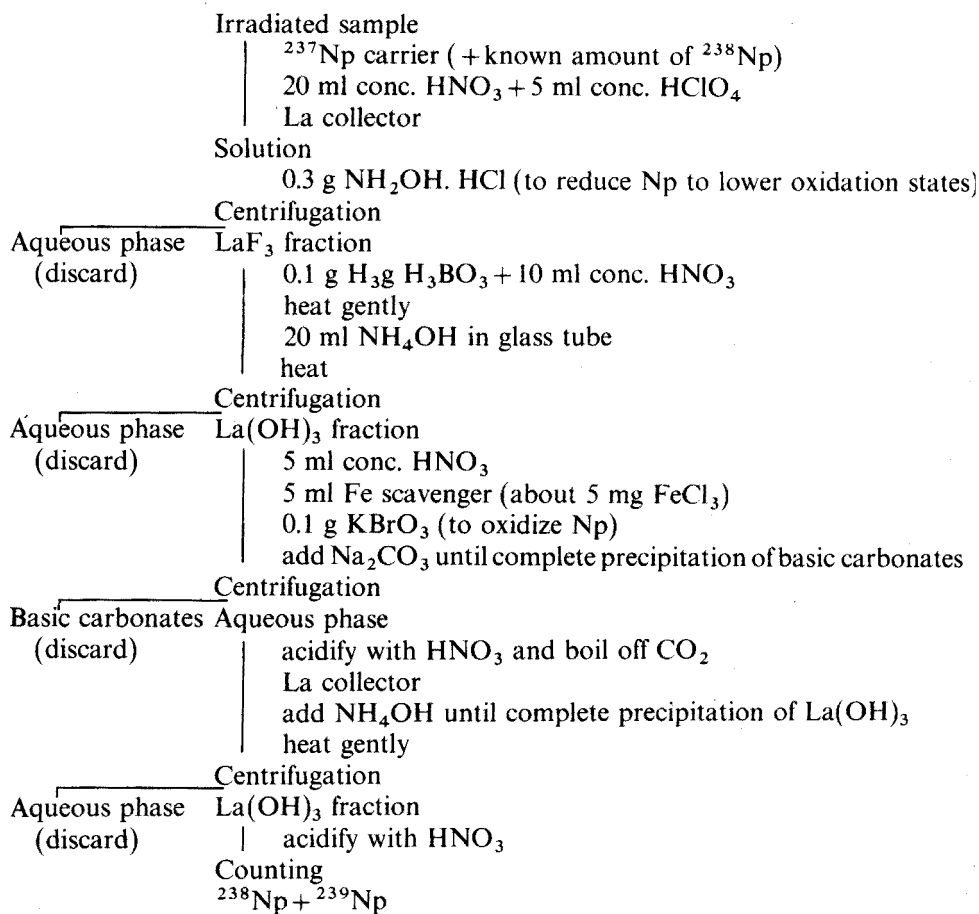 Irradiated sample
²³⁷Np carrier (+known amount of ²³⁸Np)
20 ml conc. HNO₃ + 5 ml conc. HClO₄
La collector
Solution
0.3 g NH₂OH. HCl (to reduce Np to lower oxidation states)
Centrifugation
Aqueous phase LaF₃ fraction
(discard) 0.1 g H₃g H₃BO₃ + 10 ml conc. HNO₃
heat gently
20 ml NH₄OH in glass tube
heat
Centrifugation
Aqueous phase La(OH)₃ fraction
(discard) 5 ml conc. HNO₃
5 ml Fe scavenger (about 5 mg FeCl₃)
0.1 g KBrO₃ (to oxidize Np)
add Na₂CO₃ until complete precipitation of basic carbonates
Centrifugation
Basic carbonates Aqueous phase
(discard) acidify with HNO₃ and boil off CO₂
La collector
add NH₄OH until complete precipitation of La(OH)₃
heat gently
Centrifugation
Aqueous phase La(OH)₃ fraction
(discard) acidify with HNO₃
Counting
²³⁸Np + ²³⁹Np